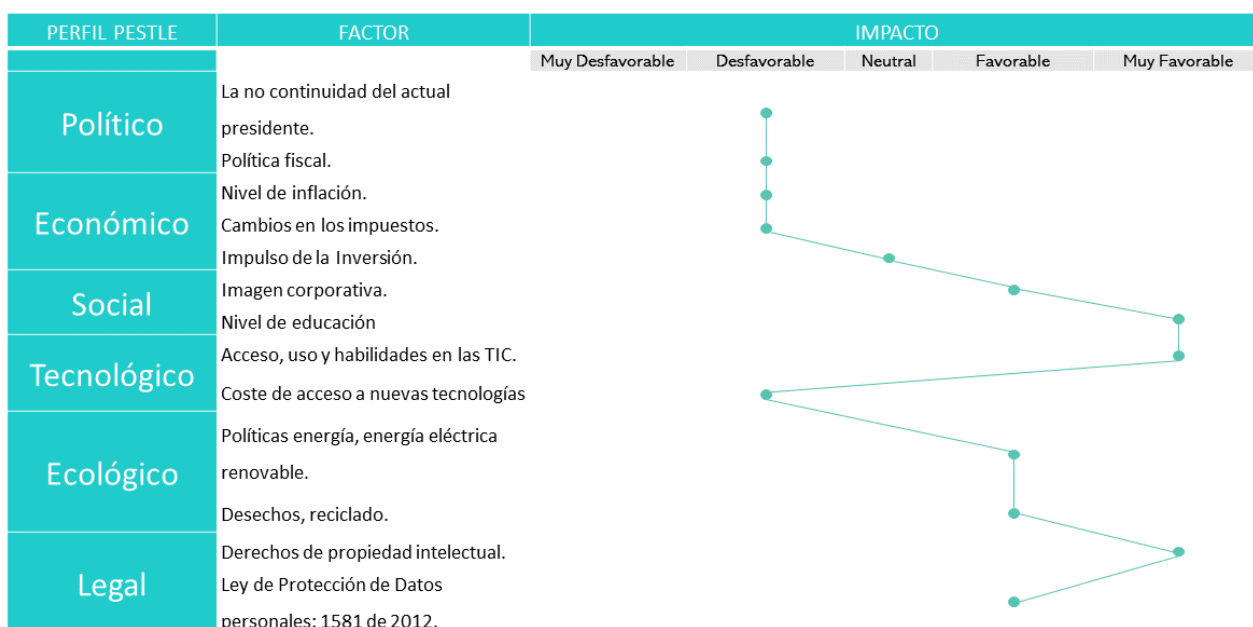 PERFIL PESTLE FACTOR IMPACTO
Muy Desfavorable Desfavorable Neutral Favorable Muy Favorable
Político
La no continuidad del actual
presidente.
Política fiscal.
Económico
Nivel de inflación.
Cambios en los impuestos.
Impulso de la Inversión.
Social
Imagen corporativa.
Nivel de educación
Tecnológico
Acceso, uso y habilidades en las TIC.
Coste de acceso a nuevas tecnologías
Ecológico
Políticas energía, energía eléctrica
renovable.
Desechos, reciclado.
Legal
Derechos de propiedad intelectual.
Ley de Protección de Datos
personales: 1581 de 2012.